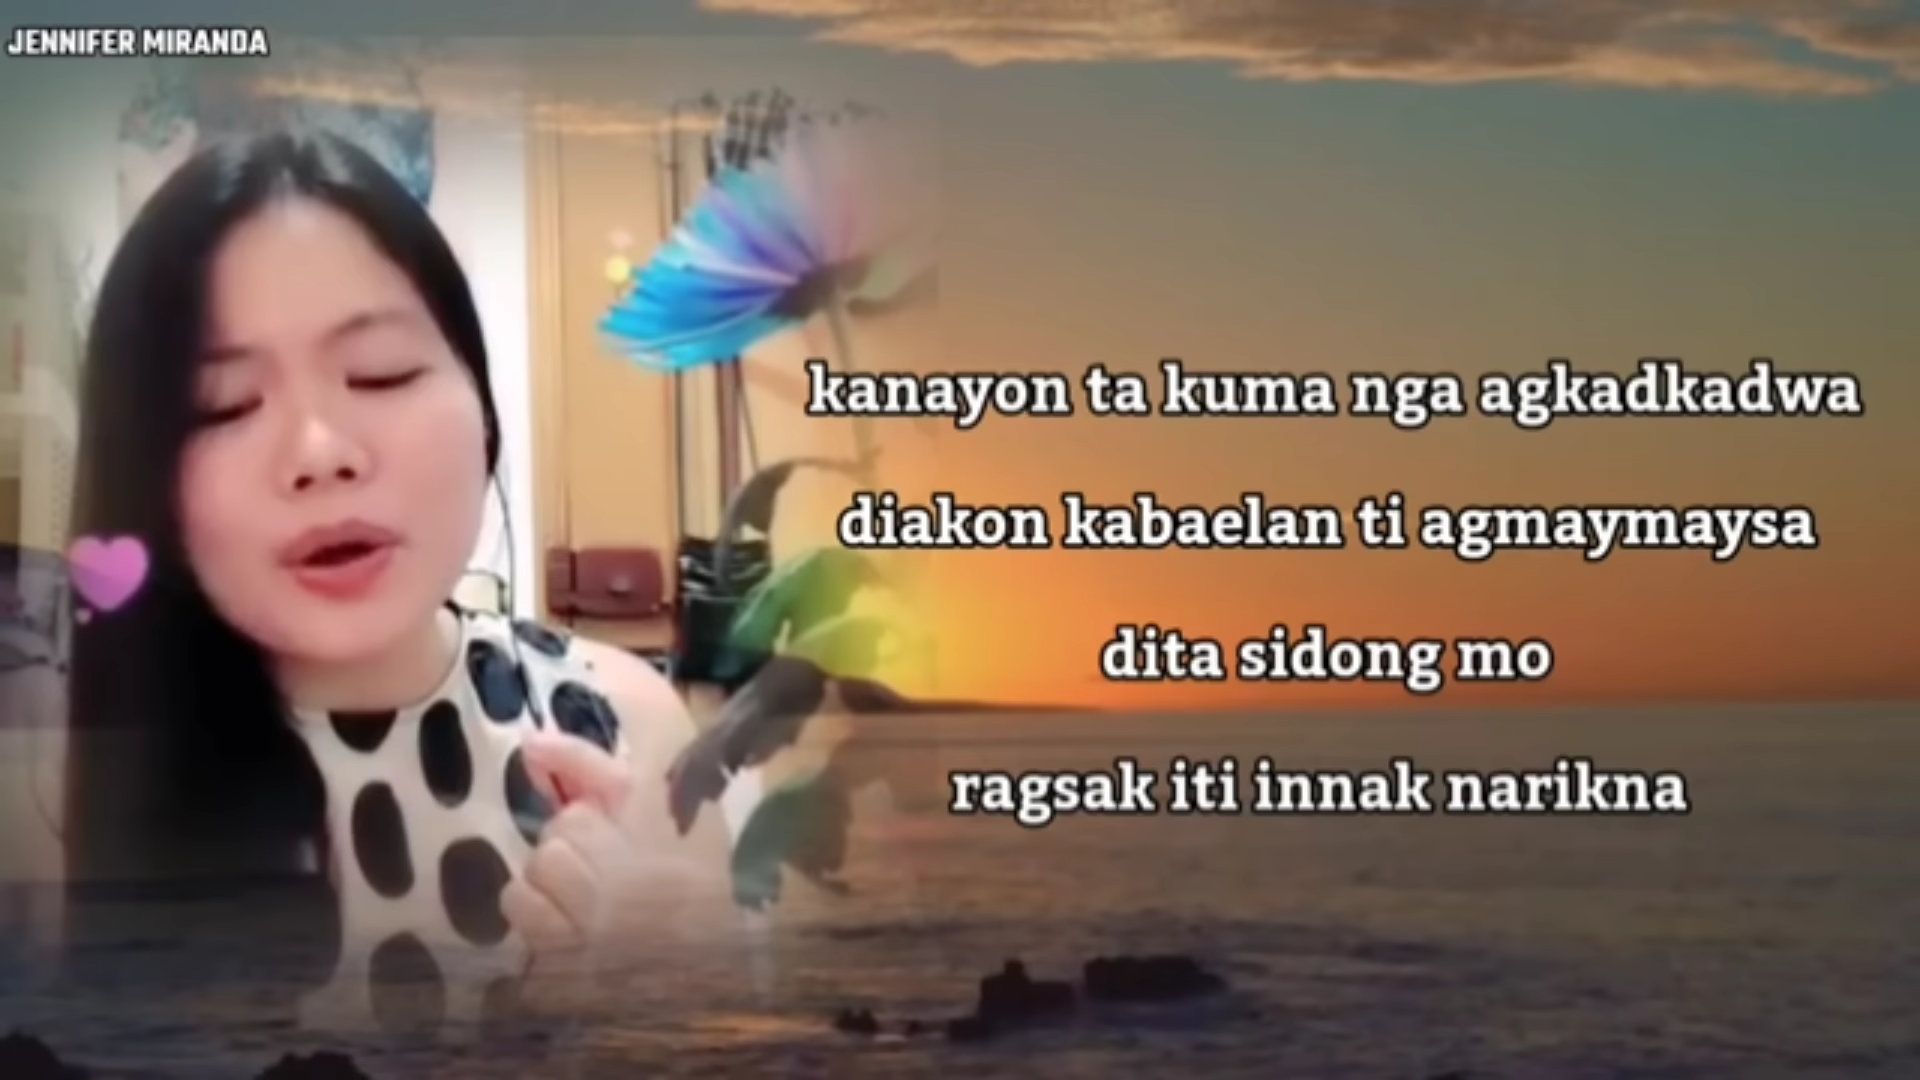 JENNIFER MIRANDA
kanayon ta kuma nga agkadkadwa
diakon kabaelan ti agmaymaysa
dita sidong mo
ragsak iti innak narikna